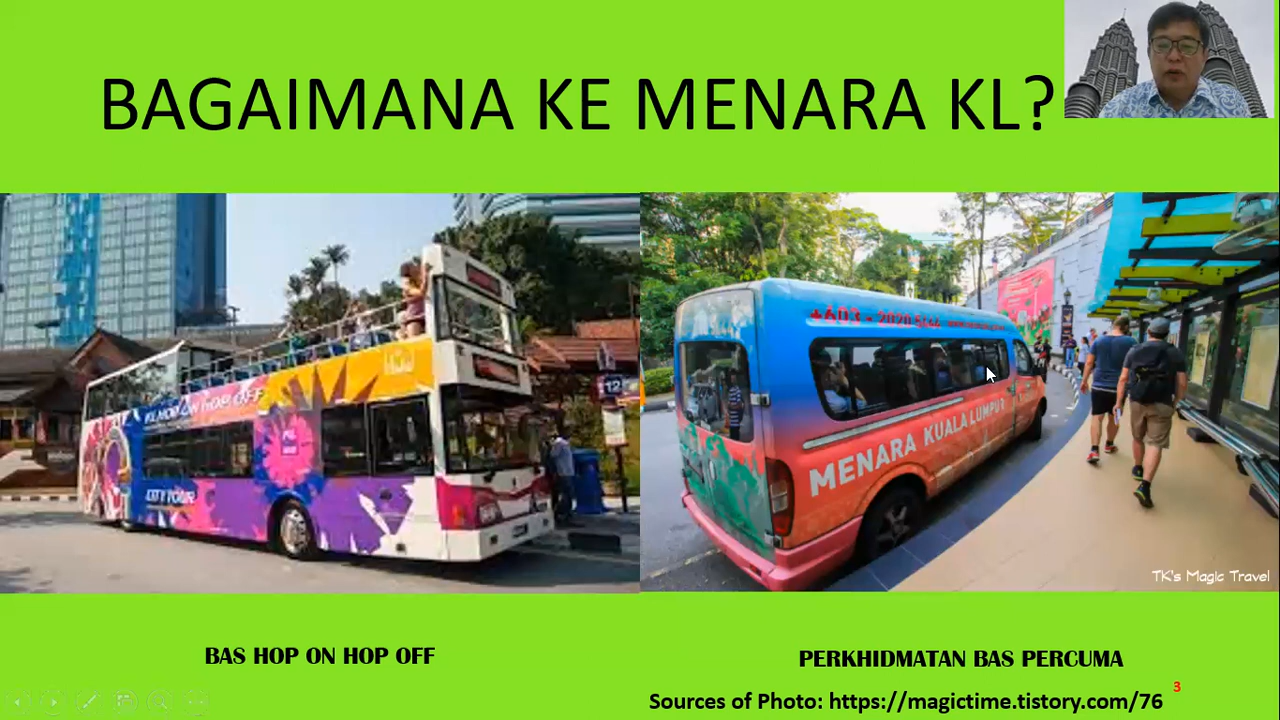 BAGAIMANA KE MENARA KL?
KL HOP ON HOP OFF
CITY TOUR
12
MENARA KUALA LUMPUR
TK's Magic Travel
BAS HOP ON HOP OFF
PERKHIDMATAN BAS PERCUMA
Sources of Photo: https://magictime.tistory.com/76
3